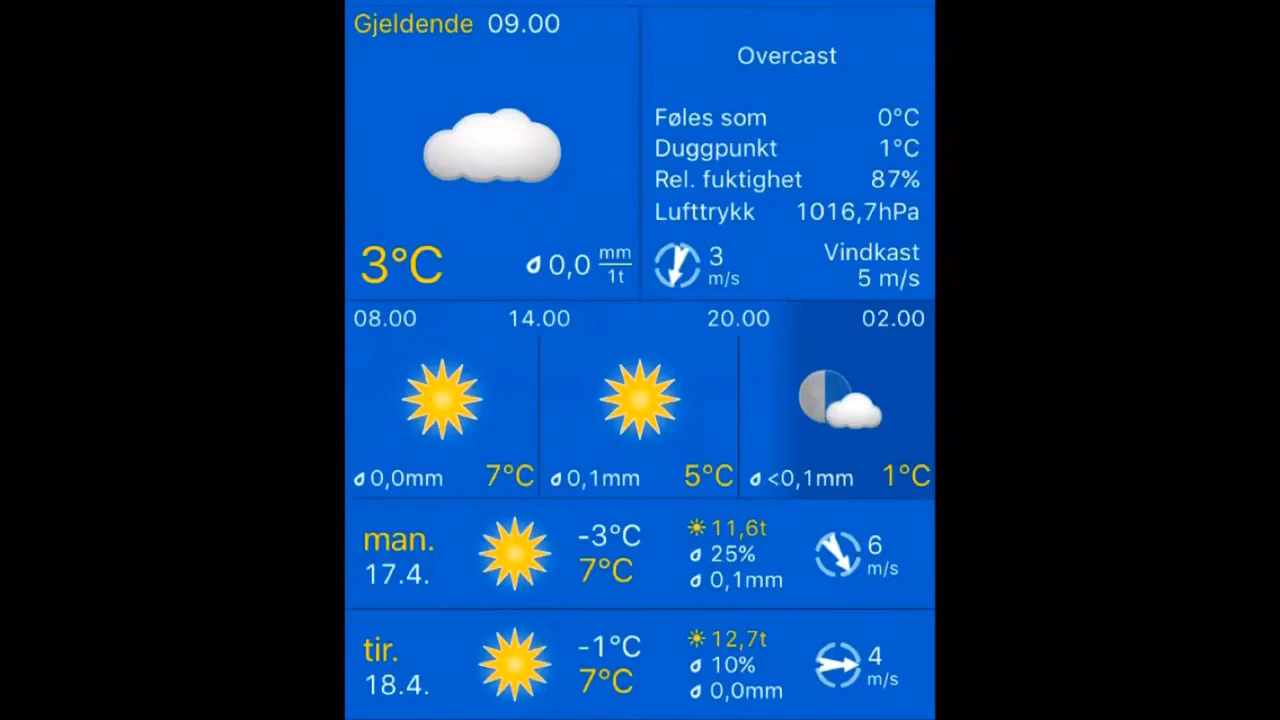 Gjeldende 09.00
Overcast
Føles som 0°C
Duggpunkt 1°C
Rel. fuktighet 87%
Lufttrykk 1016,7hPa
3°C
0,0 mm
1t
3
m/s
Vindkast
5 m/s
08.00 14.00 20.00 02.00
0,0mm 7°C 0,1mm 5°C <0,1mm 1°C
man.
17.4.
-3°C
7°C
11,6t
25%
0,1mm
6
m/s
tir.
18.4.
-1°C
7°C
12,7t
10%
0,0mm
4
m/s